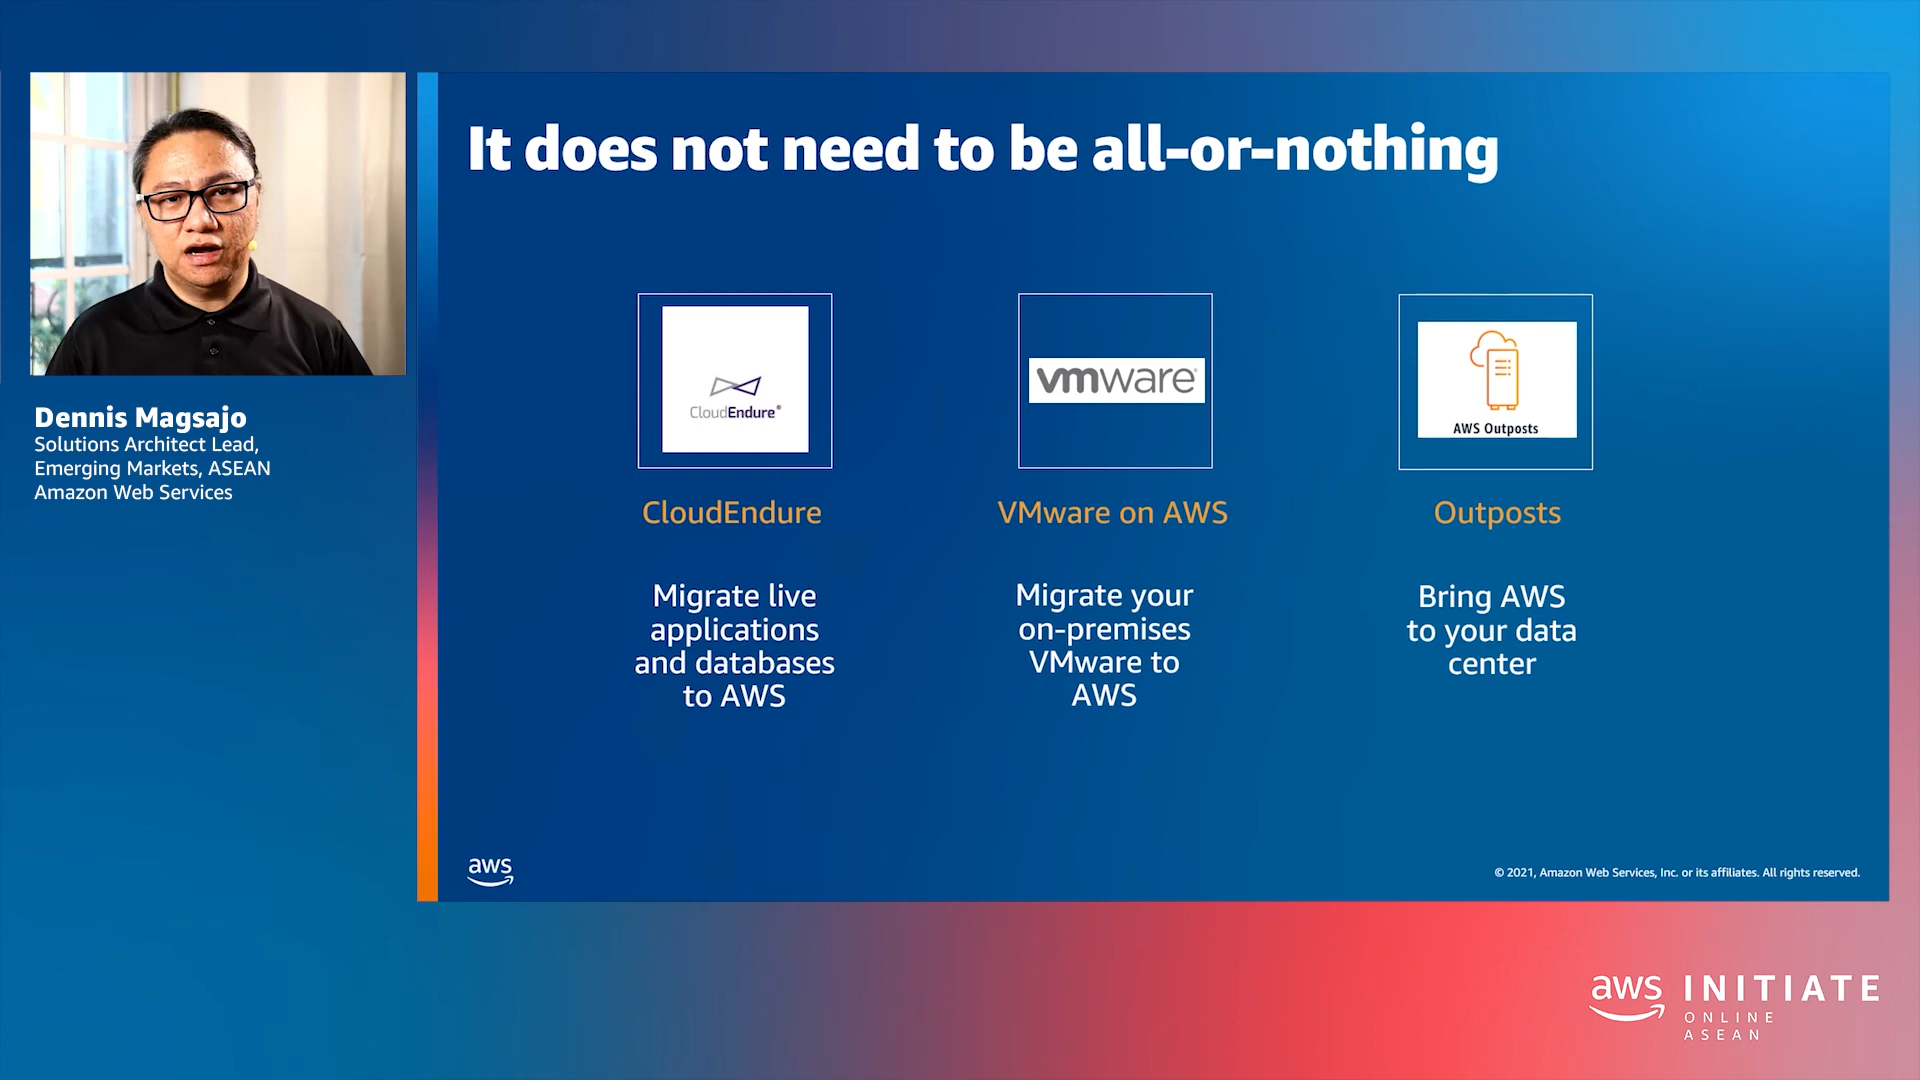 It does not need to be all-or-nothing
Dennis Magsajo
Solutions Architect Lead,
Emerging Markets, ASEAN
Amazon Web Services
CloudEndure®
CloudEndure
Migrate live
applications
and databases
to AWS
vmware®
VMware on AWS
Migrate your
on-premises
VMware to
AWS
AWS Outposts
Outposts
Bring AWS
to your data
center
aws
© 2021, Amazon Web Services, Inc. or its affiliates. All rights reserved.
aws INITIATE
ONLINE
ASEAN